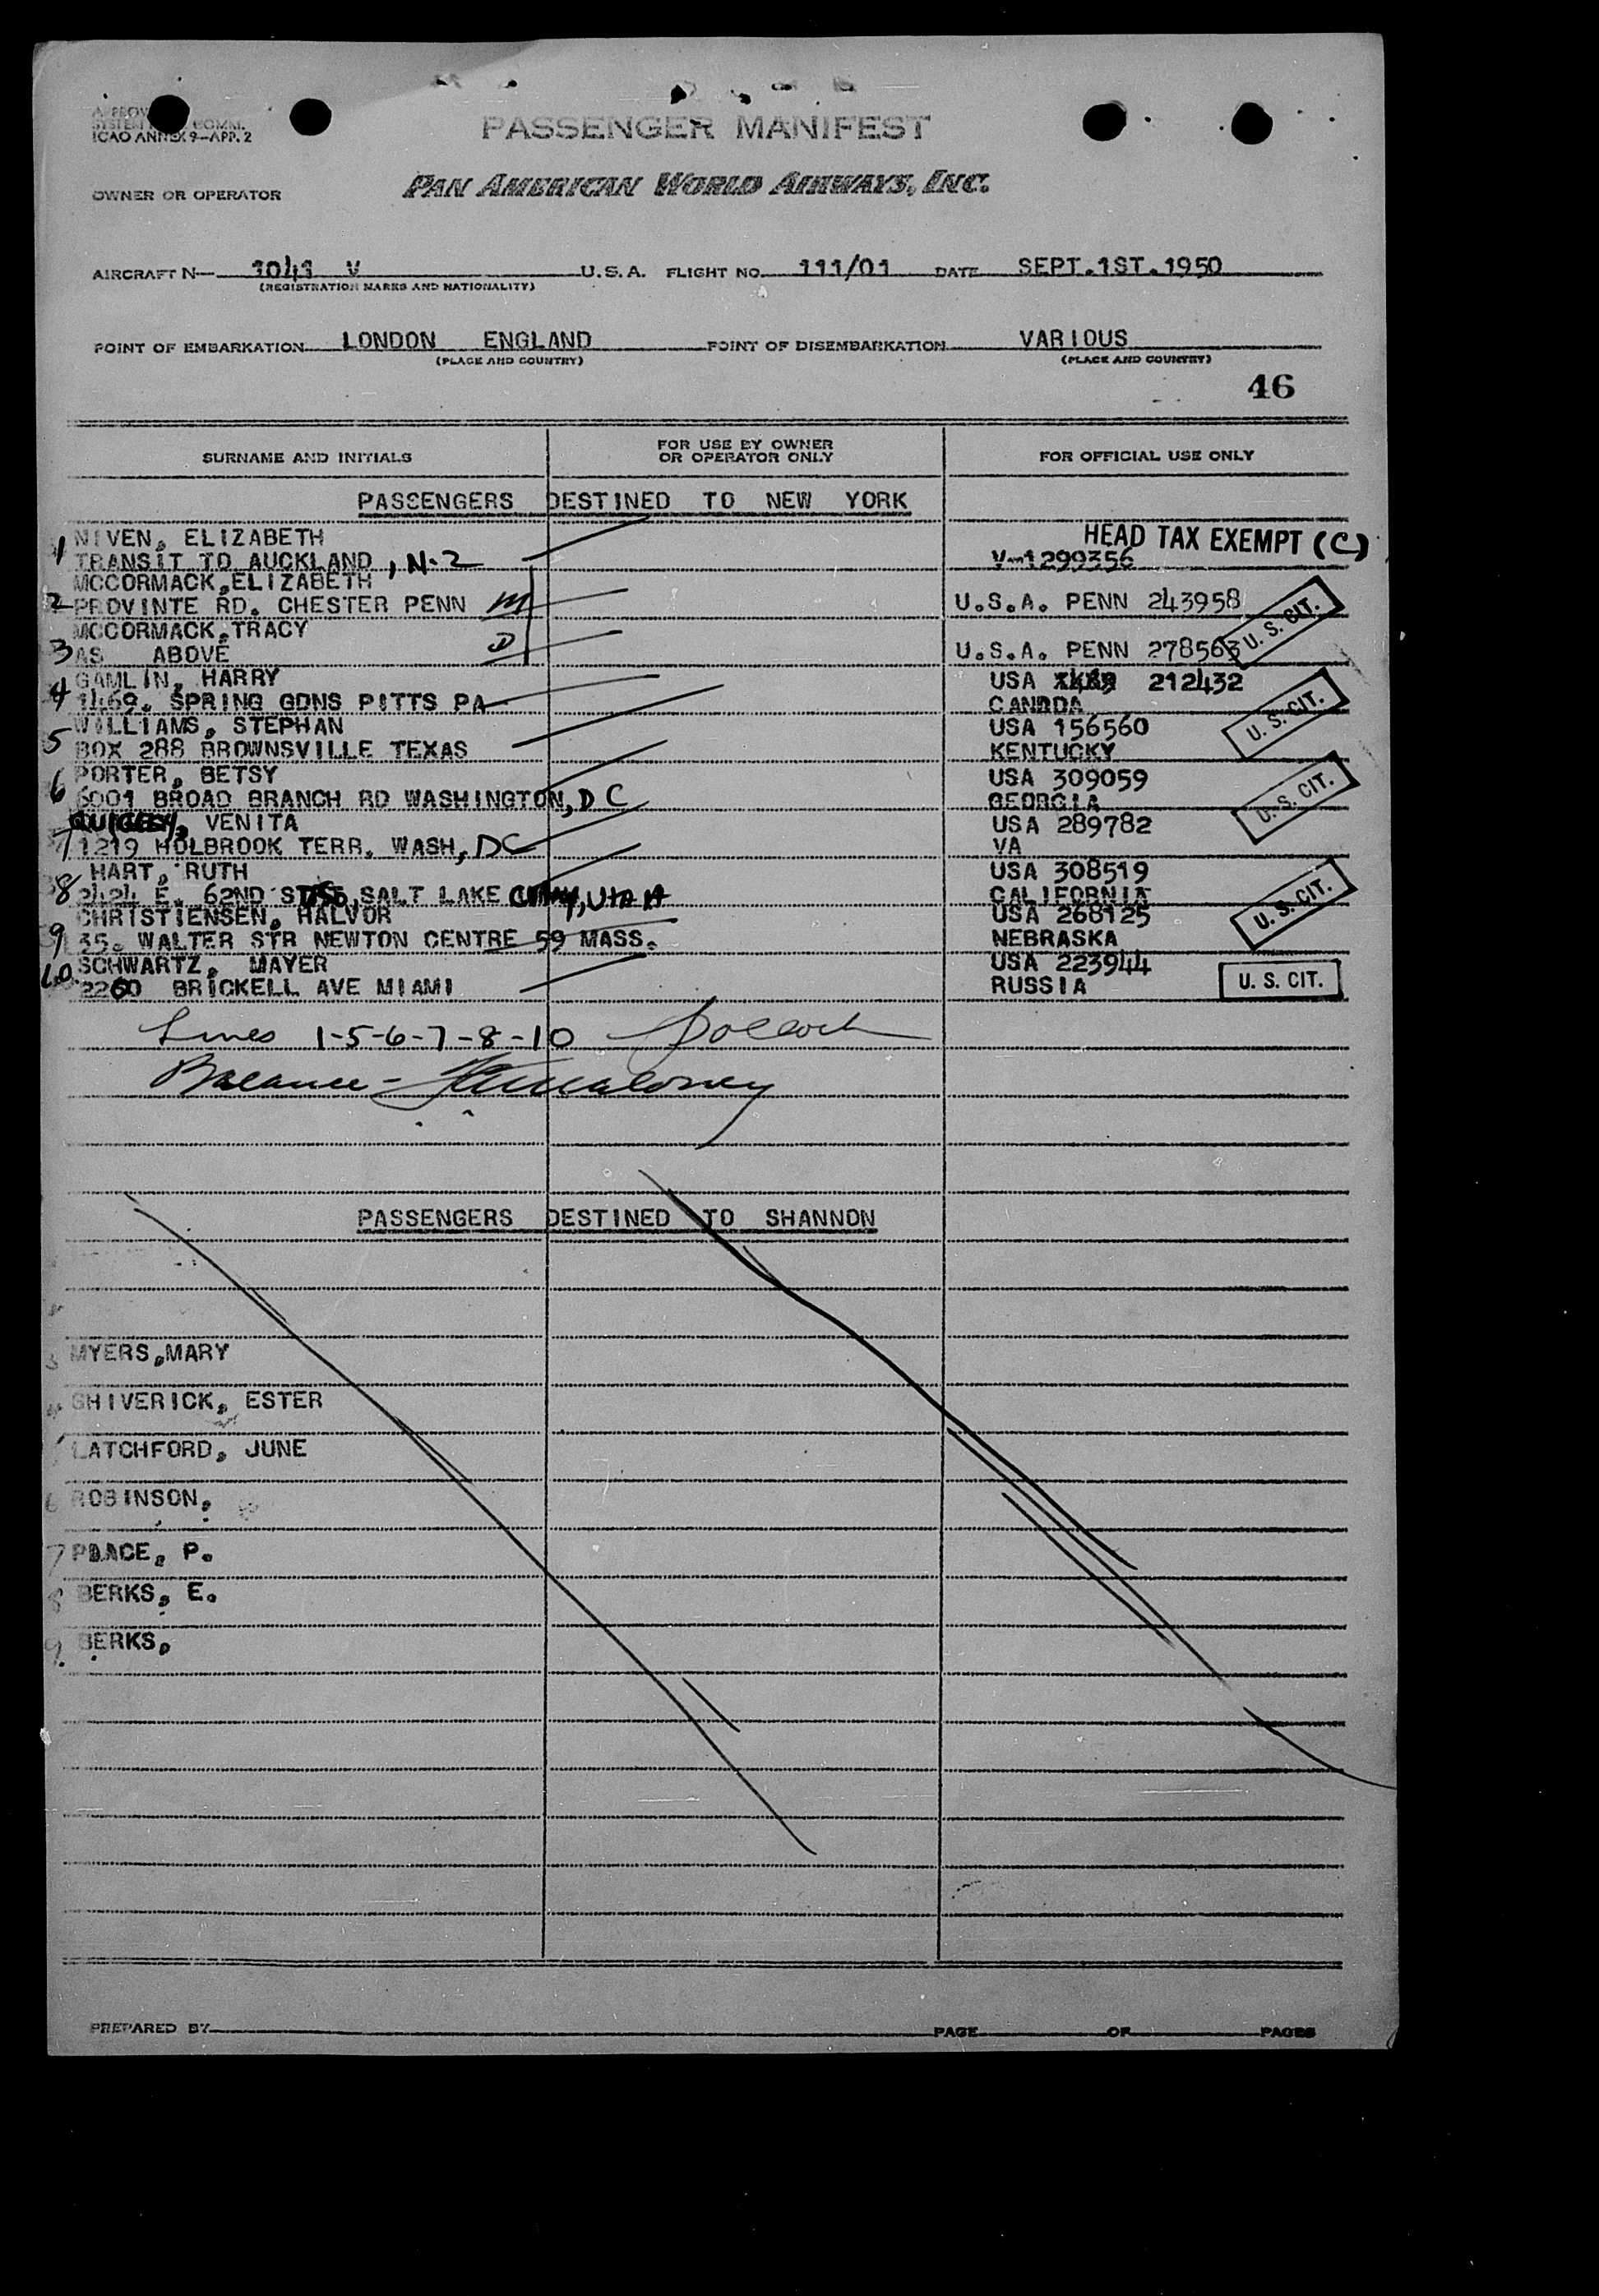 ICAO ANNEX 9—APP. 2
PASSENGER MANIFEST
OWNER OR OPERATOR PAN AMERICAN WORLD AIRWAYS, INC.
AIRCRAFT N— 1041 V U.S.A. FLIGHT NO. 111/01 DATE SEPT.1ST.1950
(REGISTRATION MARKS AND NATIONALITY)
POINT OF EMBARKATION LONDON ENGLAND POINT OF DISEMBARKATION VARIOUS
(PLACE AND COUNTRY) (PLACE AND COUNTRY)
46
SURNAME AND INITIALS FOR USE BY OWNER OR OPERATOR ONLY FOR OFFICIAL USE ONLY
PASSENGERS DESTINED TO NEW YORK
NIVEN, ELIZABETH HEAD TAX EXEMPT (C)
1 TRANSIT TO AUCKLAND, N.Z V-1299356
MCCORMACK,ELIZABETH
2 PROVINTE RD. CHESTER PENN M U.S.A. PENN 243958
MCCORMACK,TRACY U.S. CIT.
3 AS ABOVE D U.S.A. PENN 278563
GAMLIN, HARRY USA 212432
4 1469. SPRING GDNS PITTS PA CANADA
WILLIAMS, STEPHAN USA 156560 U.S. CIT.
5 BOX 288 BROWNSVILLE TEXAS KENTUCKY
PORTER, BETSY USA 309059
6 6001 BROAD BRANCH RD WASHINGTON, D C GEORGIA U.S. CIT.
QUIGLEY, VENITA USA 289782
7 1219 HOLBROOK TERR. WASH, DC VA
HART, RUTH USA 308519
8 2424 E. 62ND SALT LAKE CITY, UTAH CALIFORNIA
CHRISTIENSEN, HALVOR USA 268125 U.S. CIT.
9 35. WALTER STR NEWTON CENTRE 59 MASS. NEBRASKA
SCHWARTZ, MAYER USA 223944
10 2260 BRICKELL AVE MIAMI RUSSIA U. S. CIT.
Lines 1-5-6-7-8-10
Balance -
PASSENGERS DESTINED TO SHANNON
MYERS,MARY
GHIVERICK, ESTER
LATCHFORD, JUNE
ROBINSON,
7 PLACE, P.
8 BERKS, E.
9. BERKS,
PREPARED BY PAGE OF PAGES